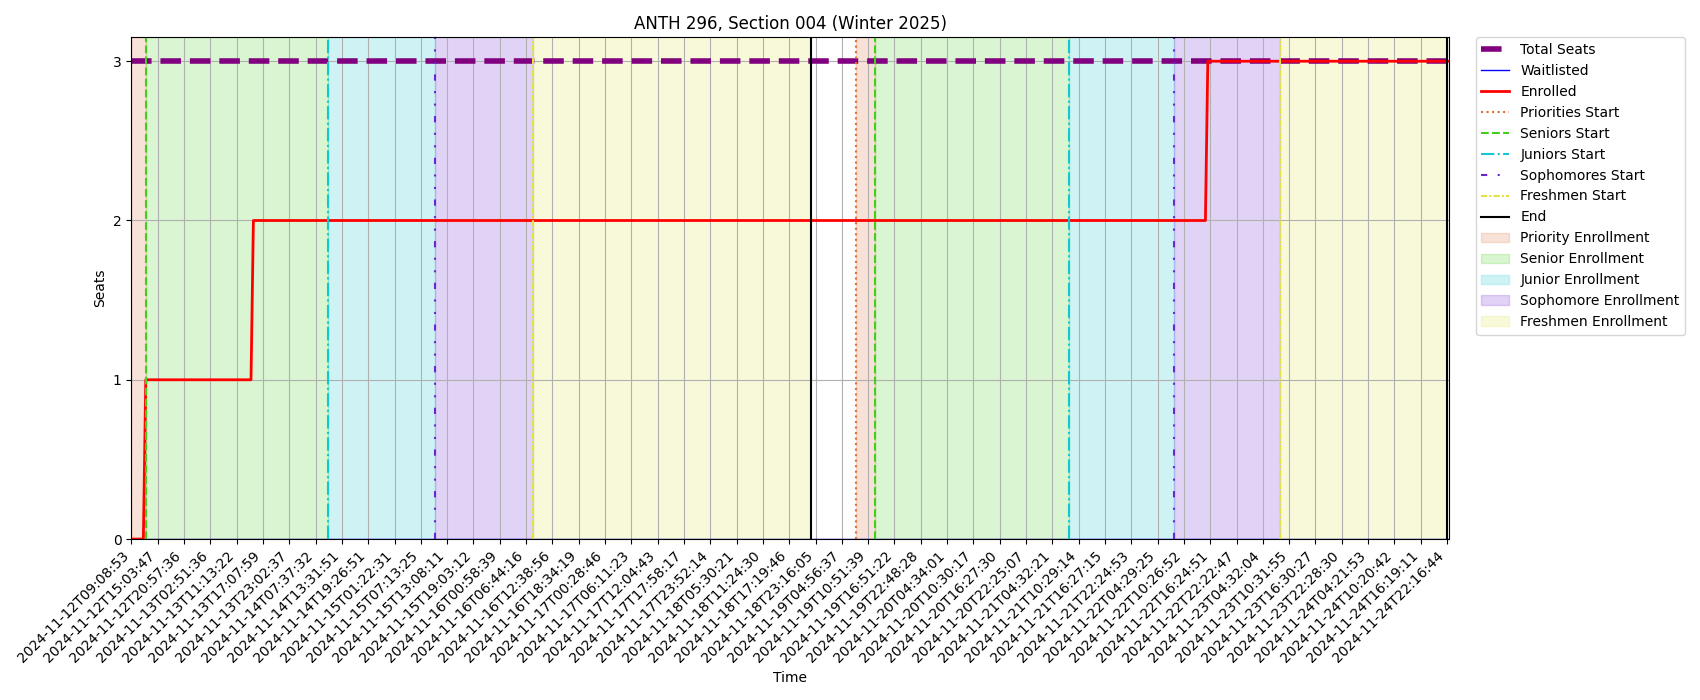 ANTH 296, Section 004 (Winter 2025)
Seats
3
2
1
0
2024-11-12T09:08:53
2024-11-12T15:03:47
2024-11-12T20:57:36
2024-11-13T02:51:36
2024-11-13T11:13:22
2024-11-13T17:07:59
2024-11-13T23:02:37
2024-11-14T07:37:32
2024-11-14T13:31:51
2024-11-14T19:26:51
2024-11-15T01:22:31
2024-11-15T07:13:25
2024-11-15T13:08:11
2024-11-15T19:03:12
2024-11-16T00:58:39
2024-11-16T06:44:16
2024-11-16T12:38:56
2024-11-16T18:34:19
2024-11-17T00:28:46
2024-11-17T06:11:23
2024-11-17T12:04:43
2024-11-17T17:58:17
2024-11-17T23:52:14
2024-11-18T05:30:21
2024-11-18T11:24:30
2024-11-18T17:19:46
2024-11-18T23:16:05
2024-11-19T04:56:37
2024-11-19T10:51:39
2024-11-19T16:51:22
2024-11-19T22:48:28
2024-11-20T04:34:01
2024-11-20T10:30:17
2024-11-20T16:27:30
2024-11-20T22:25:07
2024-11-21T04:32:21
2024-11-21T10:29:14
2024-11-21T16:27:15
2024-11-21T22:24:53
2024-11-22T04:29:25
2024-11-22T10:26:52
2024-11-22T16:24:51
2024-11-22T22:22:47
2024-11-23T04:32:04
2024-11-23T10:31:55
2024-11-23T16:30:27
2024-11-23T22:28:30
2024-11-24T04:21:53
2024-11-24T10:20:42
2024-11-24T16:19:11
2024-11-24T22:16:44
Time
Total Seats
Waitlisted
Enrolled
Priorities Start
Seniors Start
Juniors Start
Sophomores Start
Freshmen Start
End
Priority Enrollment
Senior Enrollment
Junior Enrollment
Sophomore Enrollment
Freshmen Enrollment